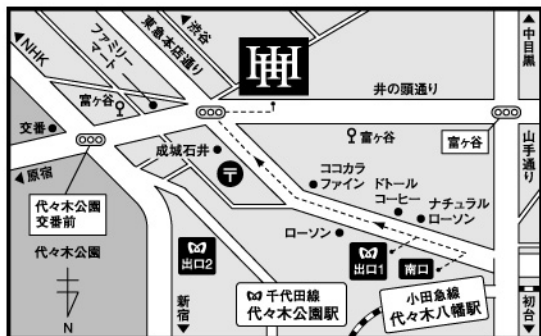 NHK
ファミリー
マート
東急本店通り
渋谷
HH
中目黒
井の頭通り
富ヶ谷
交番
成城石井
富ヶ谷
富ヶ谷
山手通り
原宿
代々木公園
交番前
〒
ココカラ
ファイン
ドトール
コーヒー
ナチュラル
ローソン
代々木公園
出口2
ローソン
出口1
南口
N
新宿
千代田線
代々木公園駅
小田急線
代々木八幡駅
初台